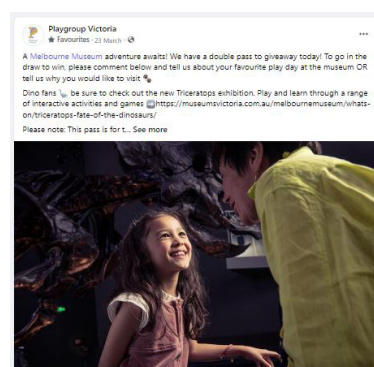 Playgroup Victoria
★ Favourites · 23 March ·
A Melbourne Museum adventure awaits! We have a double pass to giveaway today! To go in the
draw to win, please comment below and tell us about your favourite play day at the museum OR
tell us why you would like to visit
Dino fans 🦕, be sure to check out the new Triceratops exhibition. Play and learn through a range
of interactive activities and games ➡https://museumsvictoria.com.au/melbournemuseum/whats-
on/triceratops-fate-of-the-dinosaurs/
Please note: This pass is for t... See more